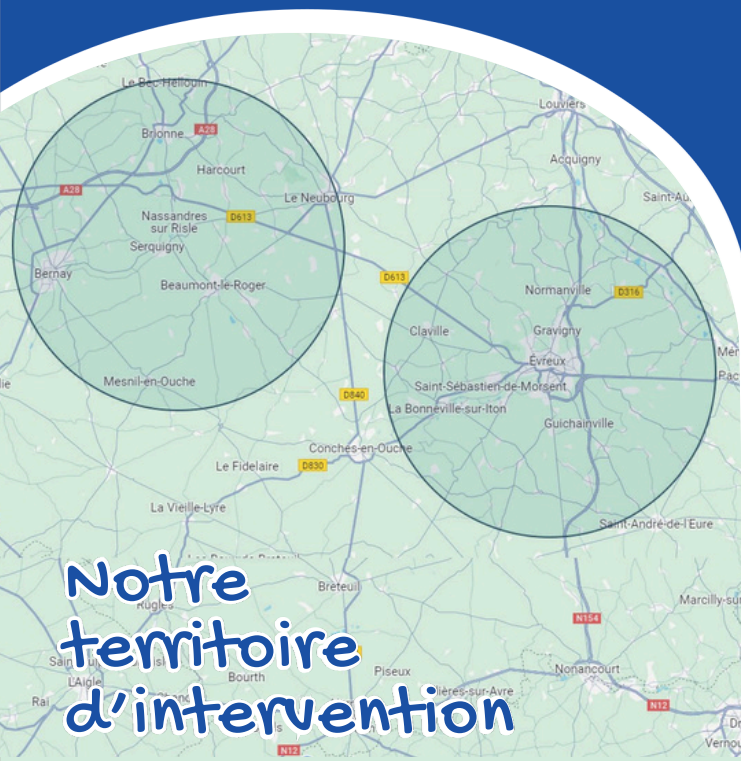 Le Bec-Hellouin
Louviers
Brionne
A28
Acquigny
Harcourt
A28
Le Neubourg
Saint-Au
Nassandres
sur Risle
D613
Serquigny
Bernay
D613
Beaumont-le-Roger
Normanville
D316
Claville
Gravigny
Évreux
Mesnil-en-Ouche
Saint-Sébastien-de-Morsent
D840
La Bonneville-sur-Iton
Guichainville
Conches-en-Ouche
Le Fidelaire
D830
La Vieille-Lyre
Saint-André-de-l'Eure
Breteuil
Rugles
Marcilly-sur
N154
Piseux
Nonancourt
L'Aigle
Bourth
Rai
N12
N12
Notre
territoire
d'intervention